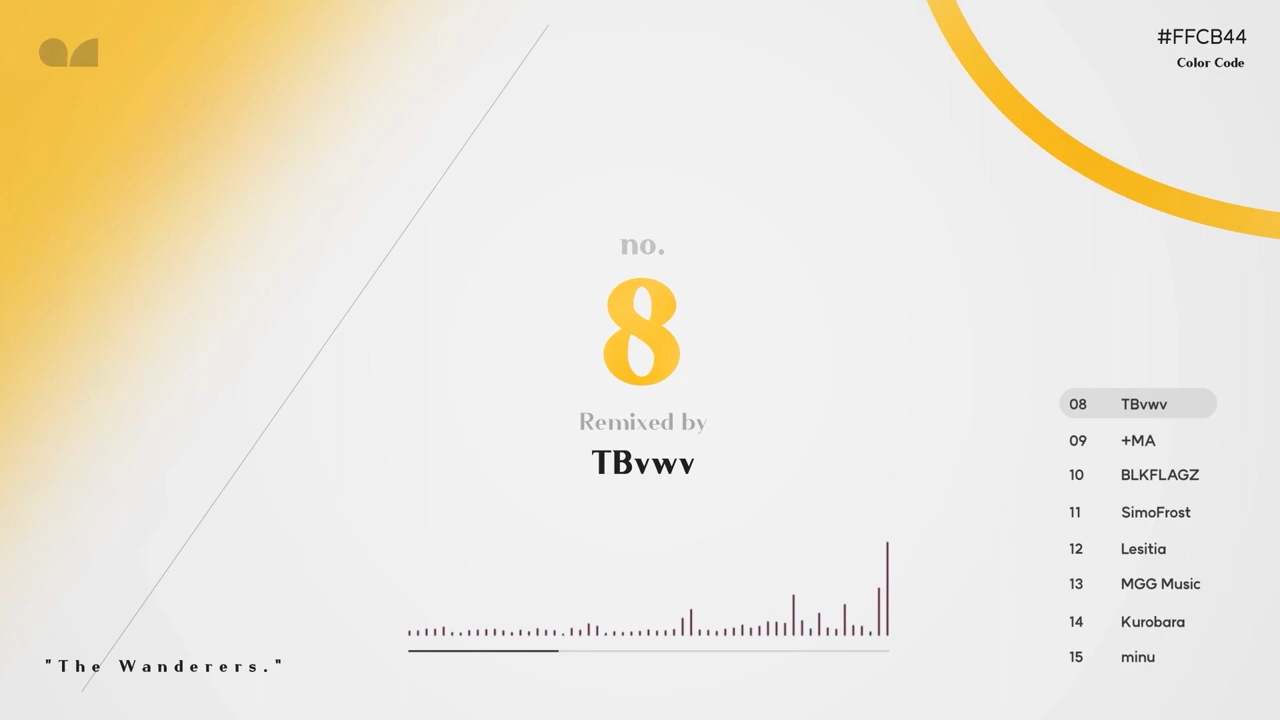 #FFCB44
Color Code
no.
8
Remixed by
TBvwv
08 TBvwv
09 +MA
10 BLKFLAGZ
11 SimoFrost
12 Lesitia
13 MGG Music
14 Kurobara
15 minu
"The Wanderers."